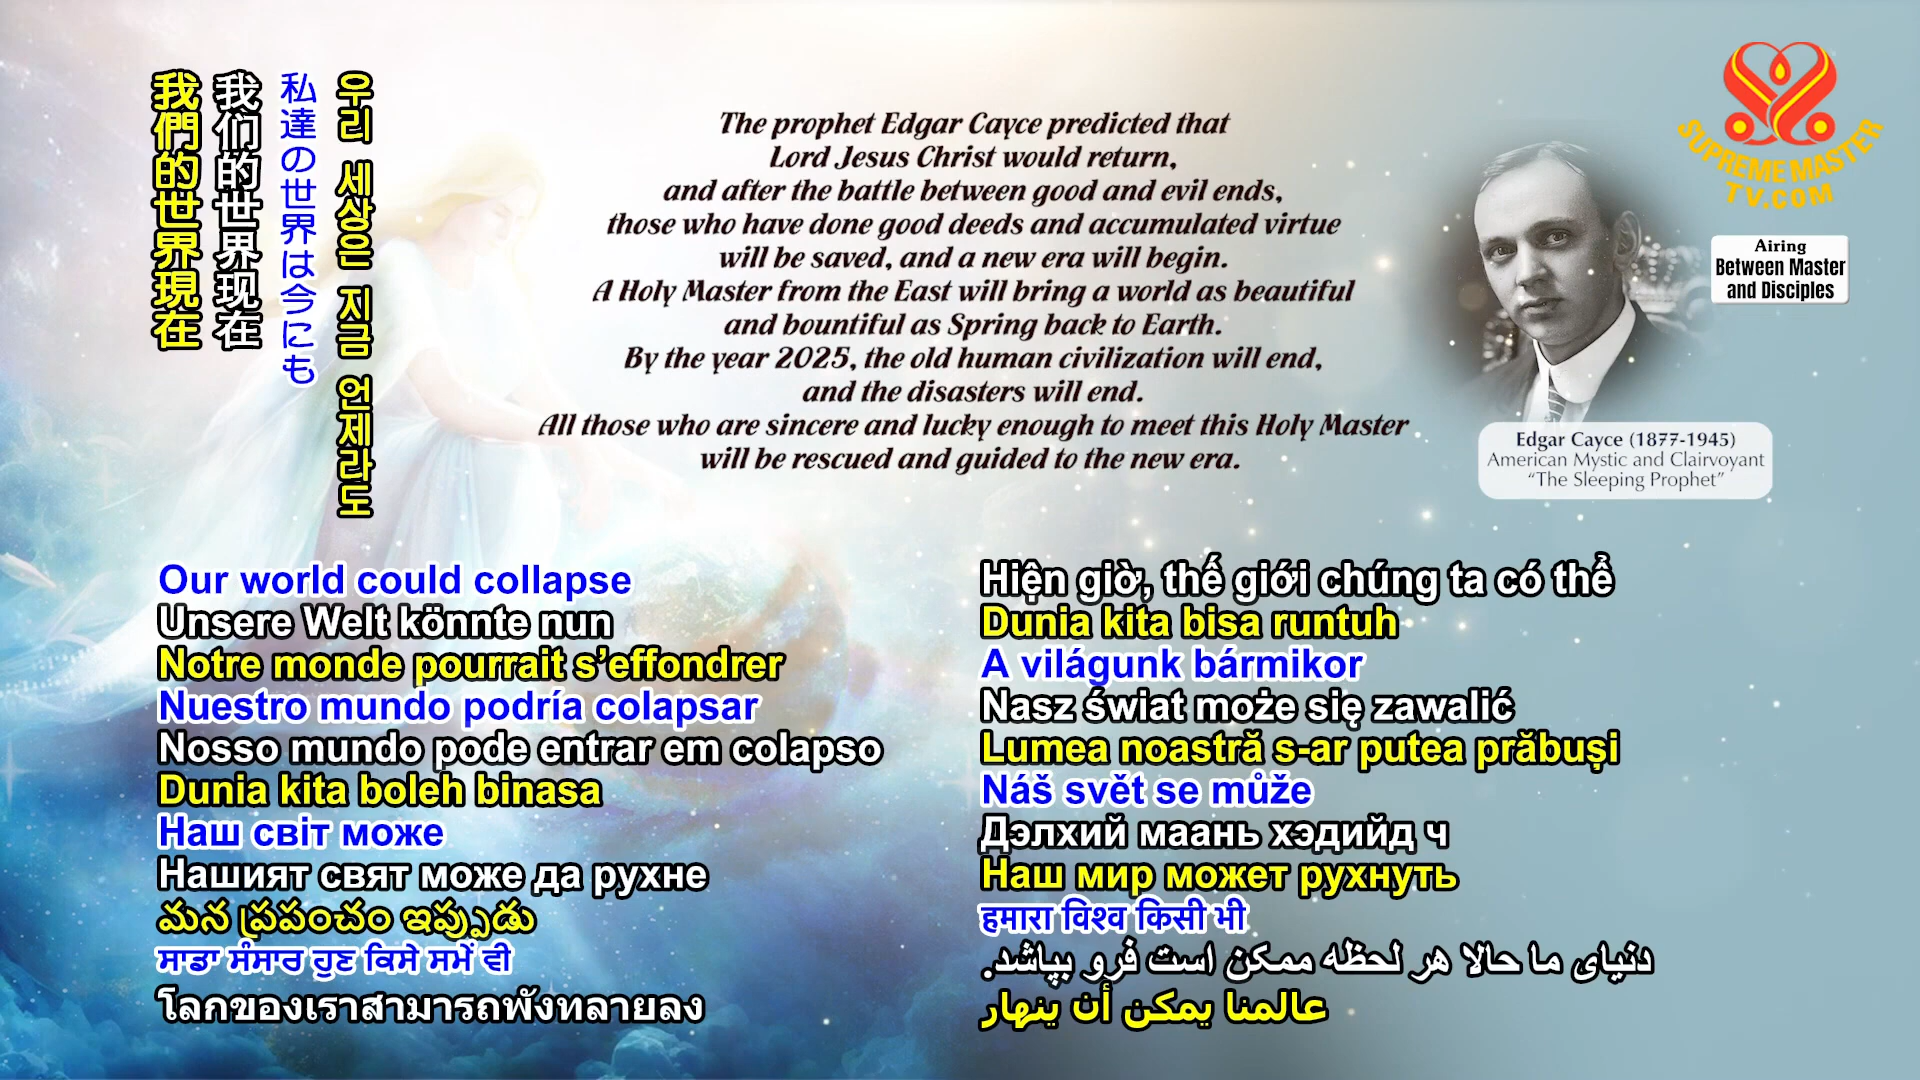 我們的世界現在
我们的世界现在
私達の世界は今にも
우리 세상은 지금 언제라도
The prophet Edgar Cayce predicted that
Lord Jesus Christ would return,
and after the battle between good and evil ends,
those who have done good deeds and accumulated virtue
will be saved, and a new era will begin.
A Holy Master from the East will bring a world as beautiful
and bountiful as Spring back to Earth.
By the year 2025, the old human civilization will end,
and the disasters will end.
All those who are sincere and lucky enough to meet this Holy Master
will be rescued and guided to the new era.
SUPREME MASTER
TV.COM
Airing
Between Master
and Disciples
Edgar Cayce (1877-1945)
American Mystic and Clairvoyant
“The Sleeping Prophet”
Our world could collapse
Unsere Welt könnte nun
Notre monde pourrait s’effondrer
Nuestro mundo podría colapsar
Nosso mundo pode entrar em colapso
Dunia kita boleh binasa
Наш світ може
Нашият свят може да рухне
మన ప్రపంచం ఇప్పుడు
ਸਾਡਾ ਸੰਸਾਰ ਹੁਣ ਕਿਸੇ ਸਮੇਂ ਵੀ
โลกของเราสามารถพังทลายลง
Hiện giờ, thế giới chúng ta có thể
Dunia kita bisa runtuh
A világunk bármikor
Nasz świat może się zawalić
Lumea noastră s-ar putea prăbuși
Náš svět se může
Дэлхий маань хэдийд ч
Наш мир может рухнуть
हमारा विश्व किसी भी
دنیای ما حالا هر لحظه ممکن است فرو بپاشد.
عالمنا يمكن أن ينهار